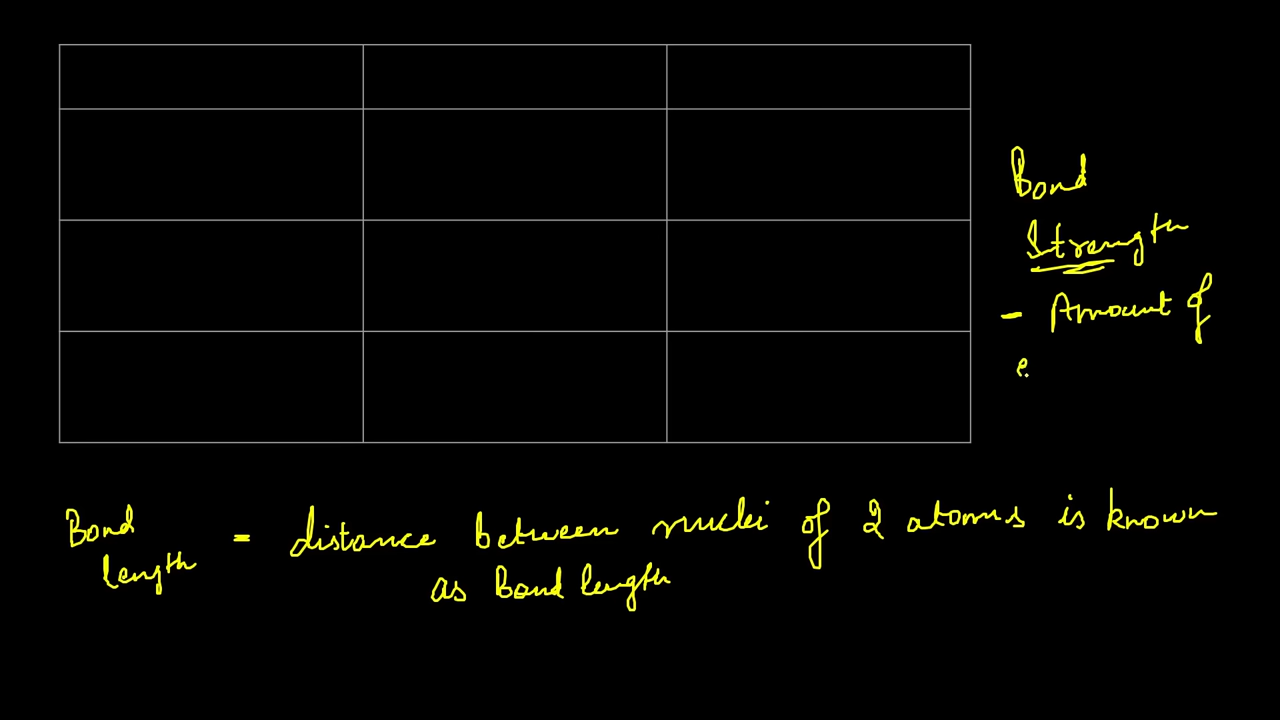 Bond
Strength
- Amount of
e.
Bond
length = distance between nuclei of 2 atoms is known
as Bond length